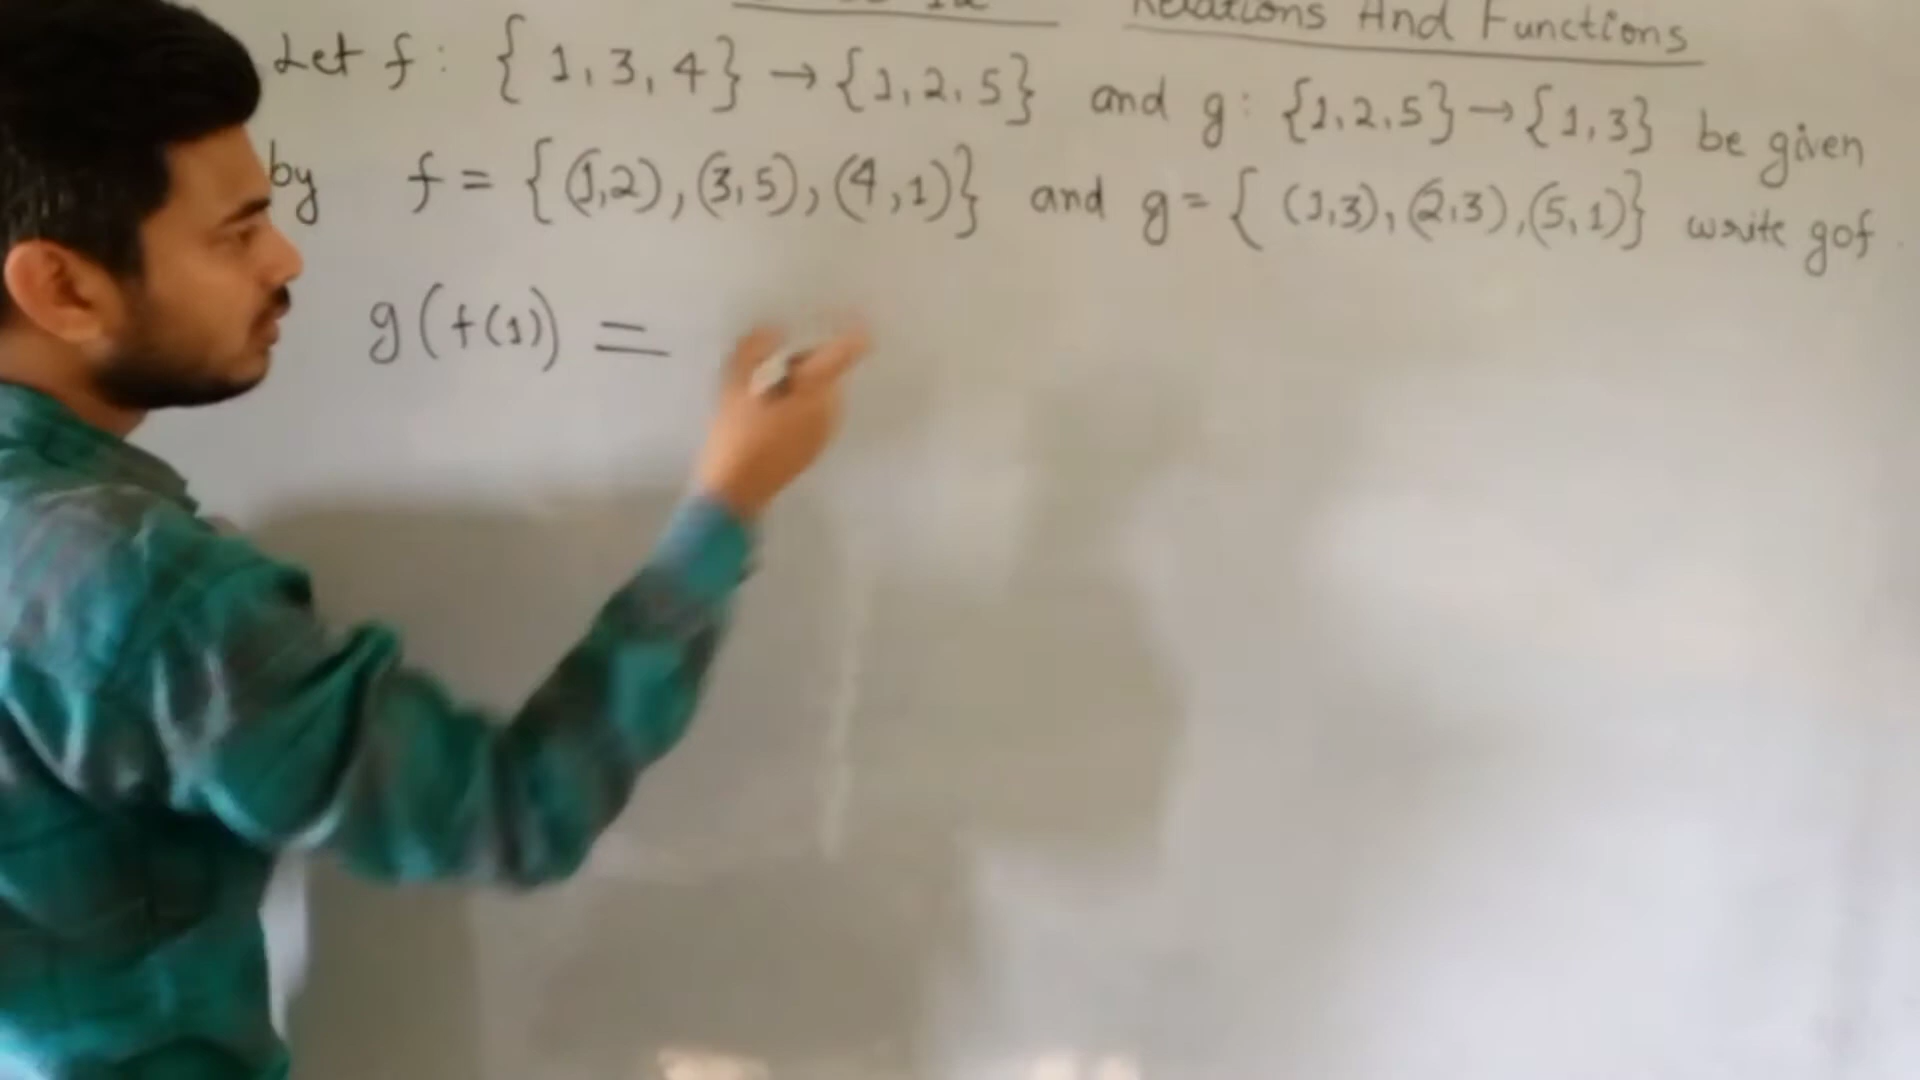 Relations And Functions
Let f : { 1, 3, 4 } → {1, 2, 5} and g : {1, 2, 5} → {1, 3} be given
by f = { (1,2), (3,5), (4,1)} and g = { (1,3), (2,3), (5,1)} write gof.
g(f(1)) =